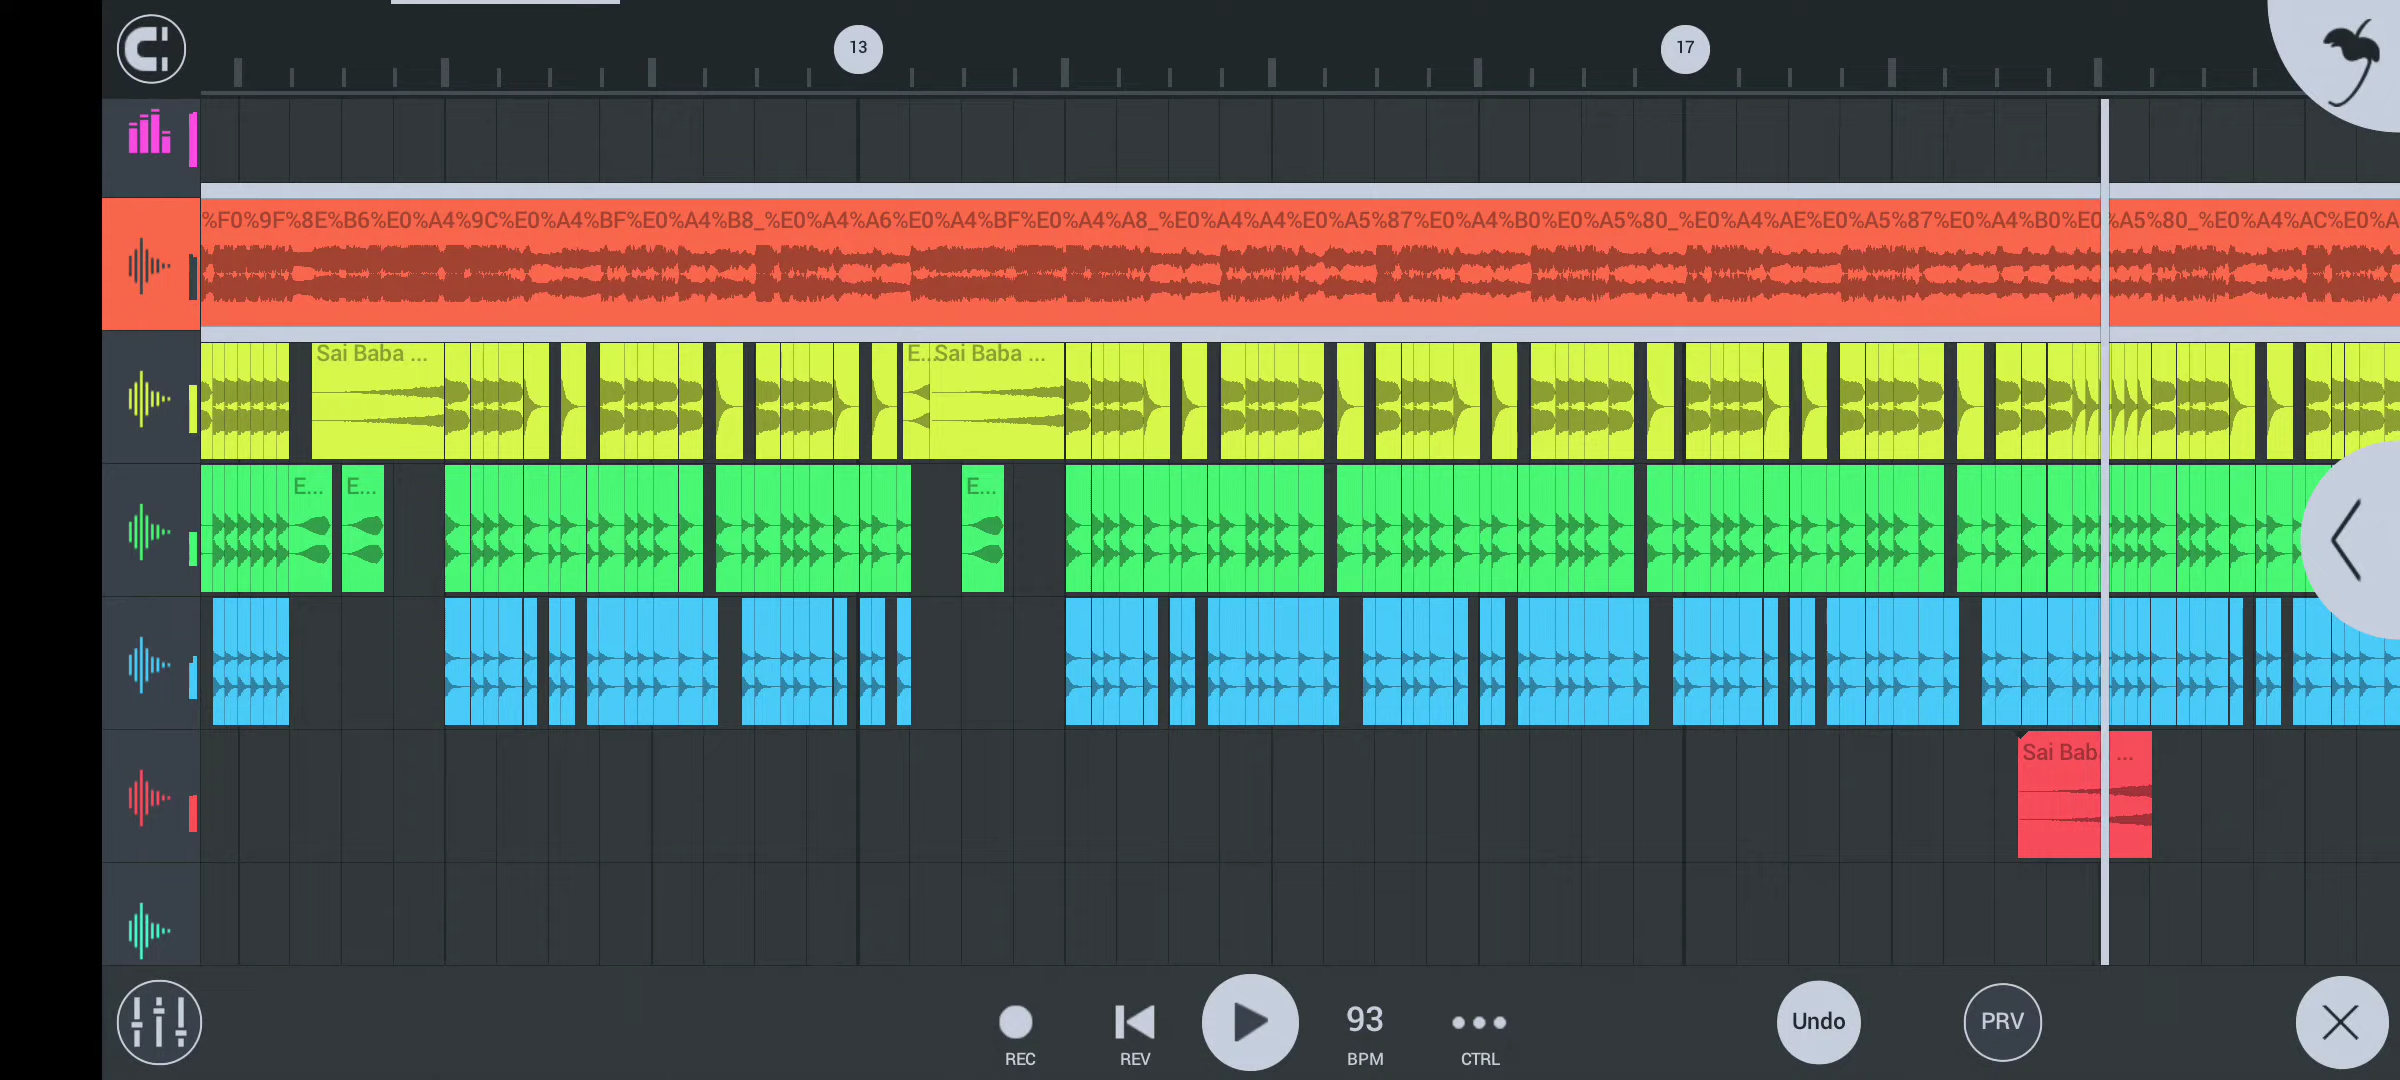 13
17
%F0%9F%8E%B6%E0%A4%9C%E0%A4%BF%E0%A4%B8_%E0%A4%A6%E0%A4%BF%E0%A4%A8_%E0%A4%A4%E0%A5%87%E0%A4%B0%E0%A5%80_%E0%A4%AE%E0%A5%87%E0%A4%B0%E0%A5%80_%E0%A4%AC%E0%A
Sai Baba ...
E...
Sai Baba ...
E...
E...
E...
Sai Bab ...
93
Undo
PRV
REC
REV
BPM
CTRL